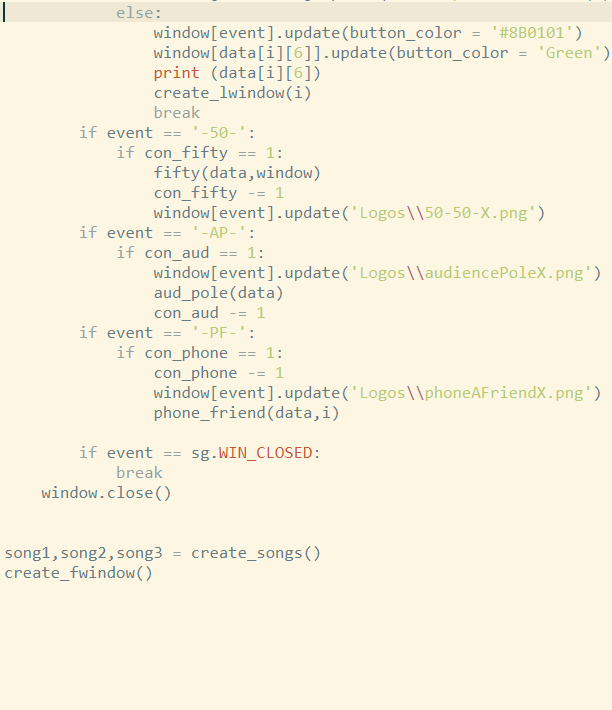 else:
window[event].update(button_color = '#8B0101')
window[data[i][6]].update(button_color = 'Green')
print (data[i][6])
create_lwindow(i)
break
if event == '-50-':
if con_fifty == 1:
fifty(data,window)
con_fifty -= 1
window[event].update('Logos\\50-50-X.png')
if event == '-AP-':
if con_aud == 1:
window[event].update('Logos\\audiencePoleX.png')
aud_pole(data)
con_aud -= 1
if event == '-PF-':
if con_phone == 1:
con_phone -= 1
window[event].update('Logos\\phoneAFriendX.png')
phone_friend(data,i)
if event == sg.WIN_CLOSED:
break
window.close()
song1,song2,song3 = create_songs()
create_fwindow()